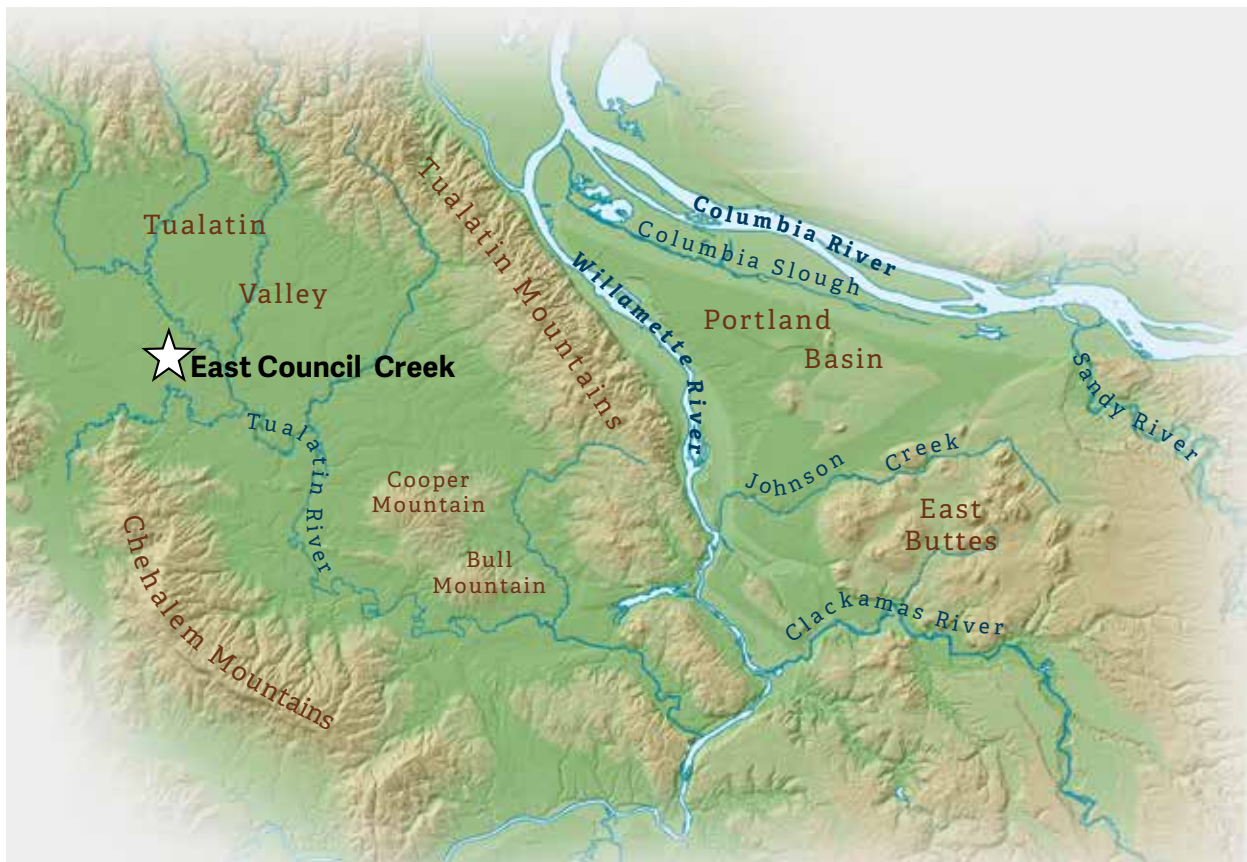 Tualatin
Valley
Tualatin Mountains
Columbia River
Columbia Slough
Willamette River
Portland
Basin
East Council Creek
Sandy River
Tualatin River
Johnson Creek
Cooper
Mountain
East
Buttes
Bull
Mountain
Chehalem Mountains
Clackamas River